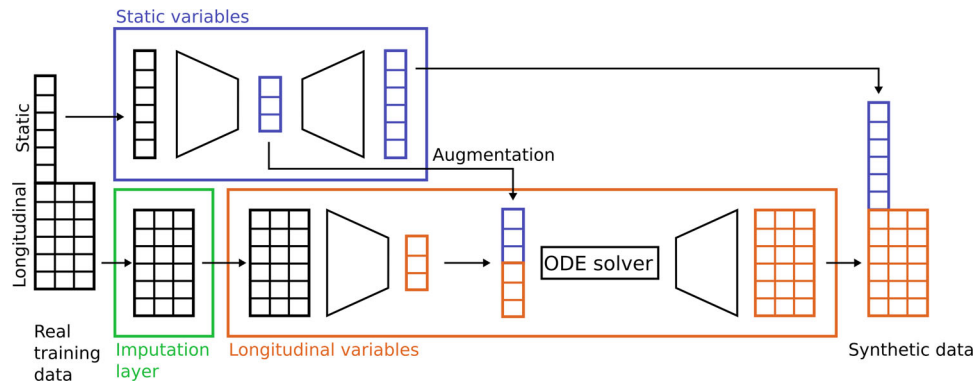 Static variables
Static
Longitudinal
Augmentation
ODE solver
Real
training
data
Imputation
layer
Longitudinal variables
Synthetic data